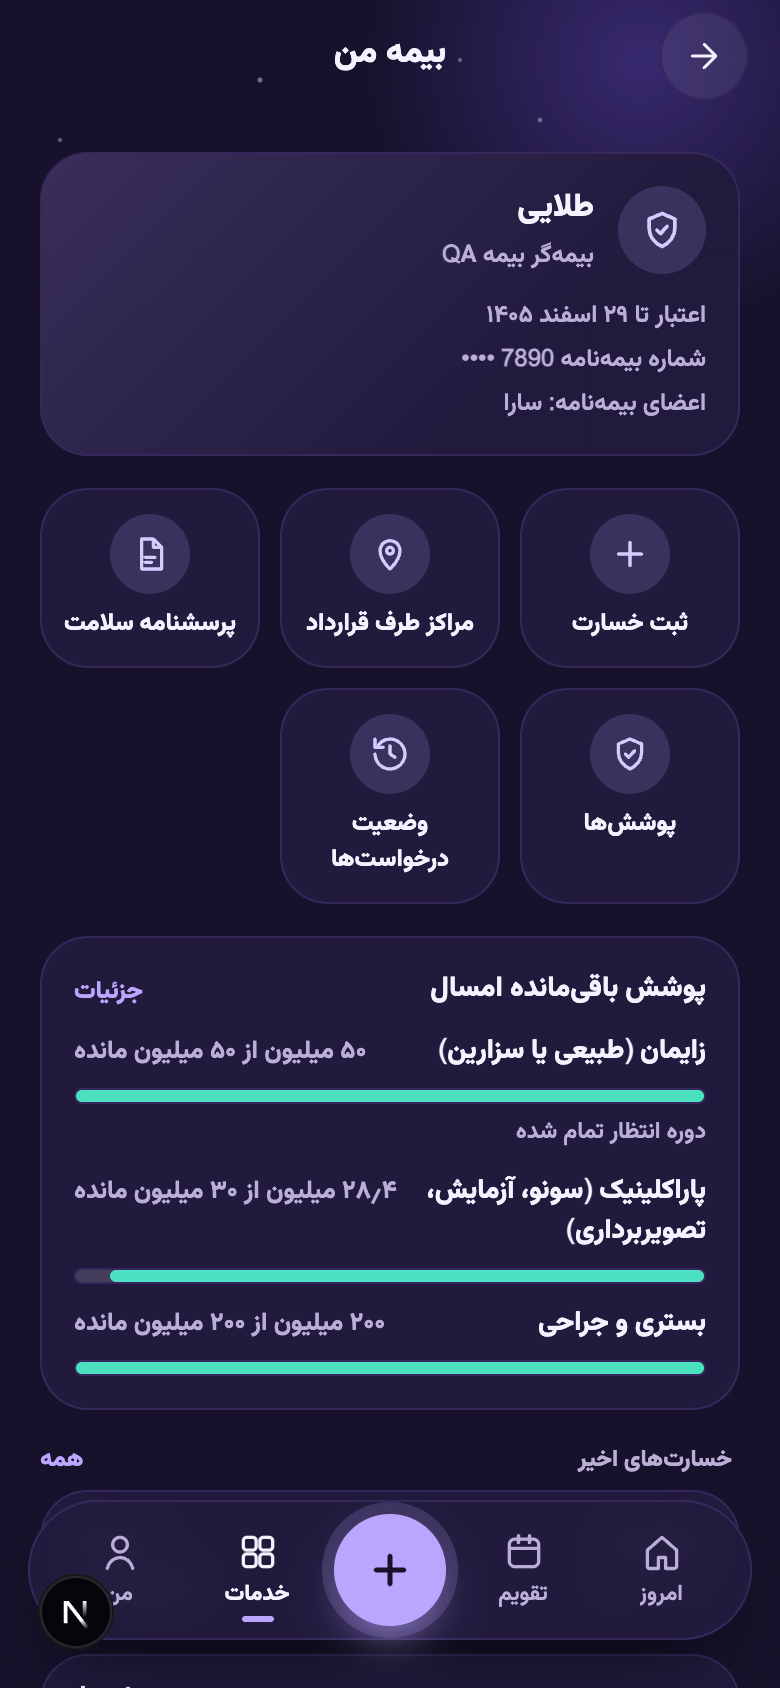 بیمه من
طلایی
بیمه‌گر بیمه QA
اعتبار تا ۲۹ اسفند ۱۴۰۵
شماره بیمه‌نامه 7890 ••••
اعضای بیمه‌نامه: سارا
ثبت خسارت
مراکز طرف قرارداد
پرسشنامه سلامت
پوشش‌ها
وضعیت
درخواست‌ها
پوشش باقی‌مانده امسال
جزئیات
زایمان (طبیعی یا سزارین)
۵۰ میلیون از ۵۰ میلیون مانده
دوره انتظار تمام شده
پاراکلینیک (سونو، آزمایش،
تصویربرداری)
۲۸٫۴ میلیون از ۳۰ میلیون مانده
بستری و جراحی
۲۰۰ میلیون از ۲۰۰ میلیون مانده
خسارت‌های اخیر
همه
امروز
تقویم
خدمات
من
N